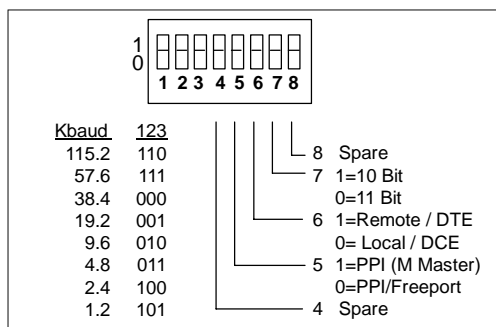 1
0
1 2 3 4 5 6 7 8
Kbaud 123
115.2 110
57.6 111
38.4 000
19.2 001
9.6 010
4.8 011
2.4 100
1.2 101
8 Spare
7 1=10 Bit
0=11 Bit
6 1=Remote / DTE
0= Local / DCE
5 1=PPI (M Master)
0=PPI/Freeport
4 Spare